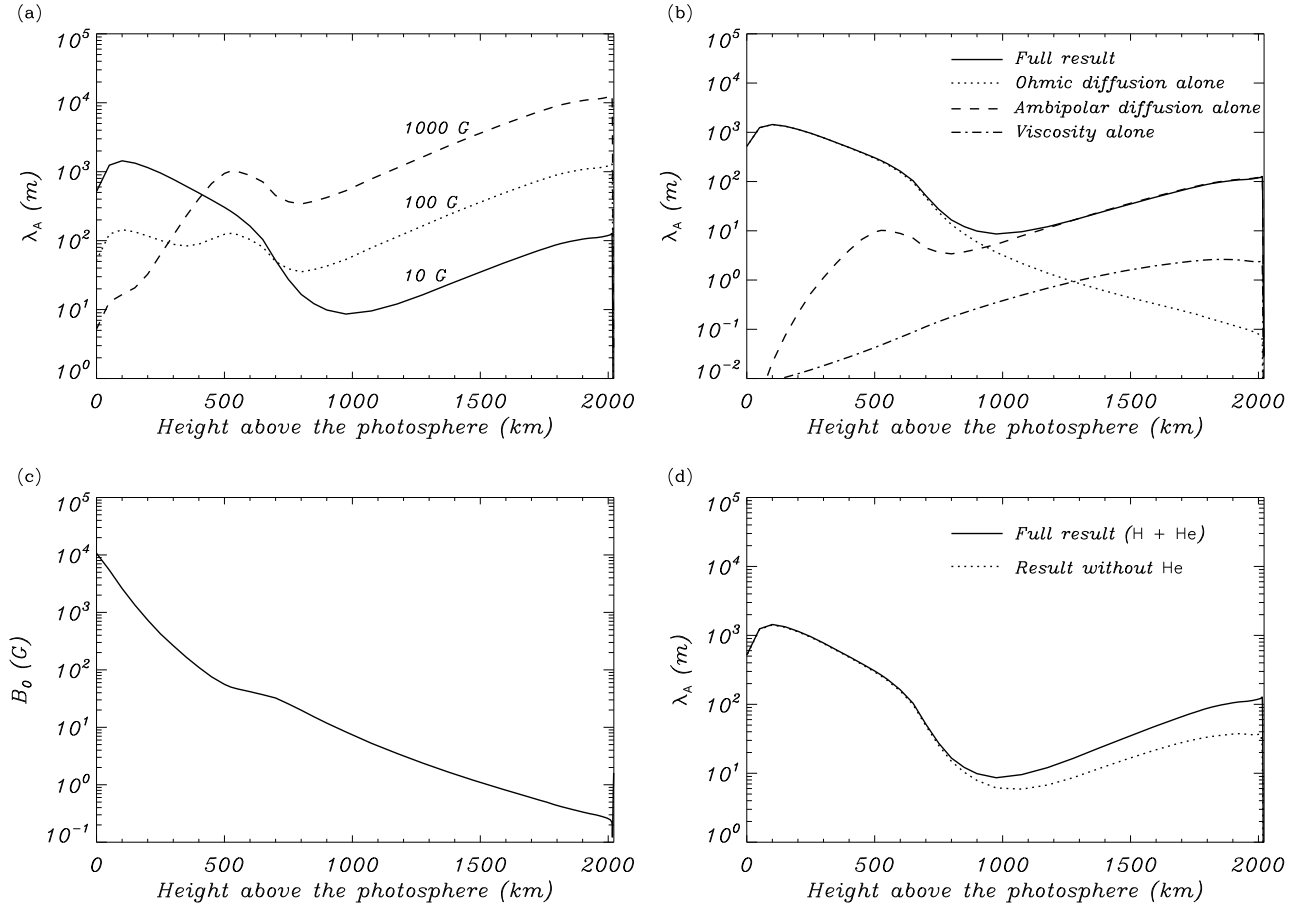 (a)
10⁵
10⁴
10³
10²
10¹
10⁰
λ_A (m)
1000 G
100 G
10 G
0 500 1000 1500 2000
Height above the photosphere (km)
(b)
10⁵
10⁴
10³
10²
10¹
10⁰
10⁻¹
10⁻²
λ_A (m)
Full result
Ohmic diffusion alone
Ambipolar diffusion alone
Viscosity alone
0 500 1000 1500 2000
Height above the photosphere (km)
(c)
10⁵
10⁴
10³
10²
10¹
10⁰
10⁻¹
B₀ (G)
0 500 1000 1500 2000
Height above the photosphere (km)
(d)
10⁵
10⁴
10³
10²
10¹
10⁰
λ_A (m)
Full result (H + He)
Result without He
0 500 1000 1500 2000
Height above the photosphere (km)